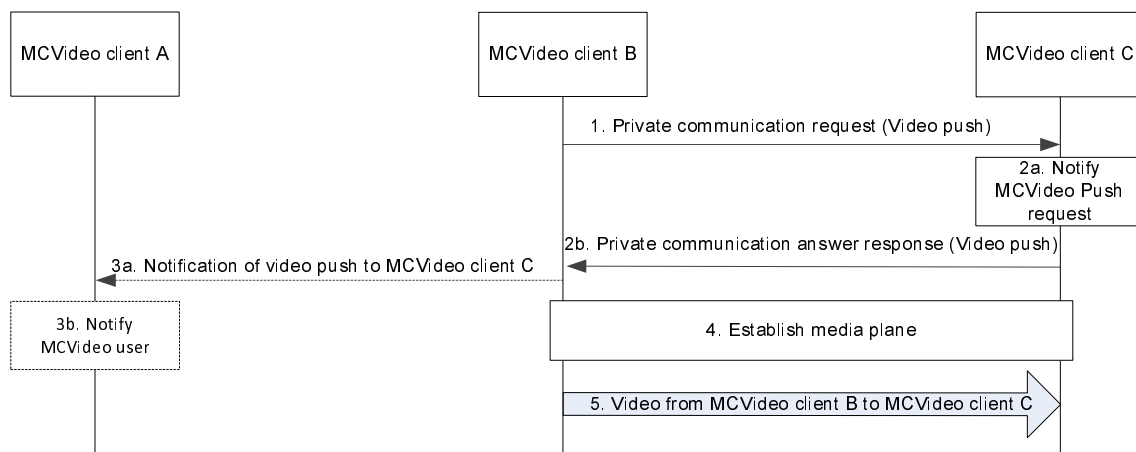 MCVideo client A
MCVideo client B
MCVideo client C
1. Private communication request (Video push)
2a. Notify
MCVideo Push
request
2b. Private communication answer response (Video push)
3a. Notification of video push to MCVideo client C
3b. Notify
MCVideo user
4. Establish media plane
5. Video from MCVideo client B to MCVideo client C